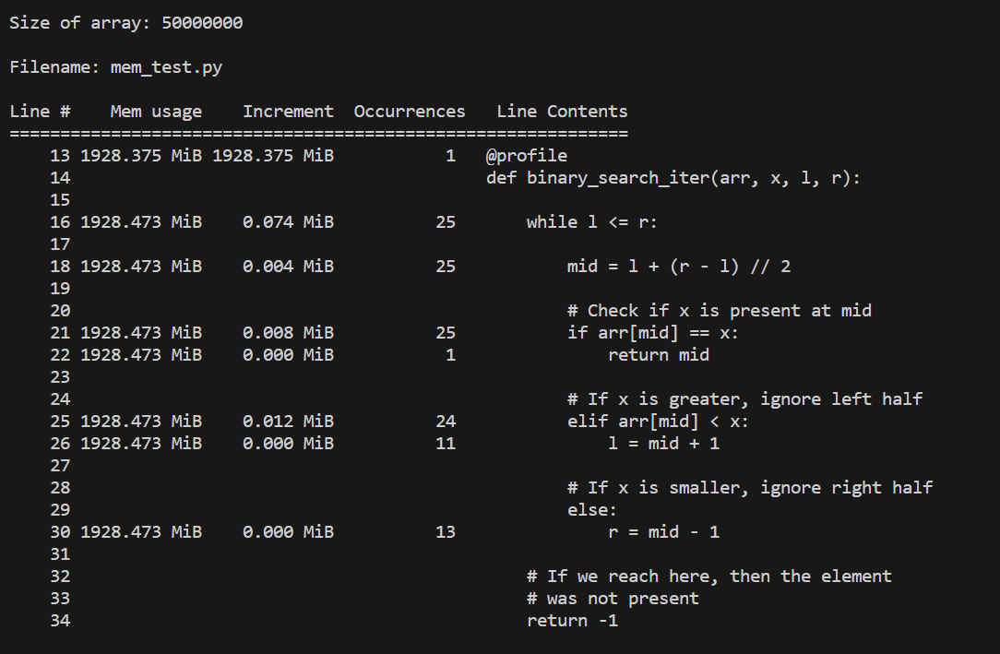 Size of array: 50000000
Filename: mem_test.py
Line #    Mem usage    Increment  Occurrences   Line Contents
=============================================================
    13 1928.375 MiB 1928.375 MiB           1   @profile
    14                                         def binary_search_iter(arr, x, l, r):
    15
    16 1928.473 MiB    0.074 MiB          25       while l <= r:
    17
    18 1928.473 MiB    0.004 MiB          25           mid = l + (r - l) // 2
    19
    20                                                 # Check if x is present at mid
    21 1928.473 MiB    0.008 MiB          25           if arr[mid] == x:
    22 1928.473 MiB    0.000 MiB           1               return mid
    23
    24                                                 # If x is greater, ignore left half
    25 1928.473 MiB    0.012 MiB          24           elif arr[mid] < x:
    26 1928.473 MiB    0.000 MiB          11               l = mid + 1
    27
    28                                                 # If x is smaller, ignore right half
    29                                                 else:
    30 1928.473 MiB    0.000 MiB          13               r = mid - 1
    31
    32                                             # If we reach here, then the element
    33                                             # was not present
    34                                             return -1